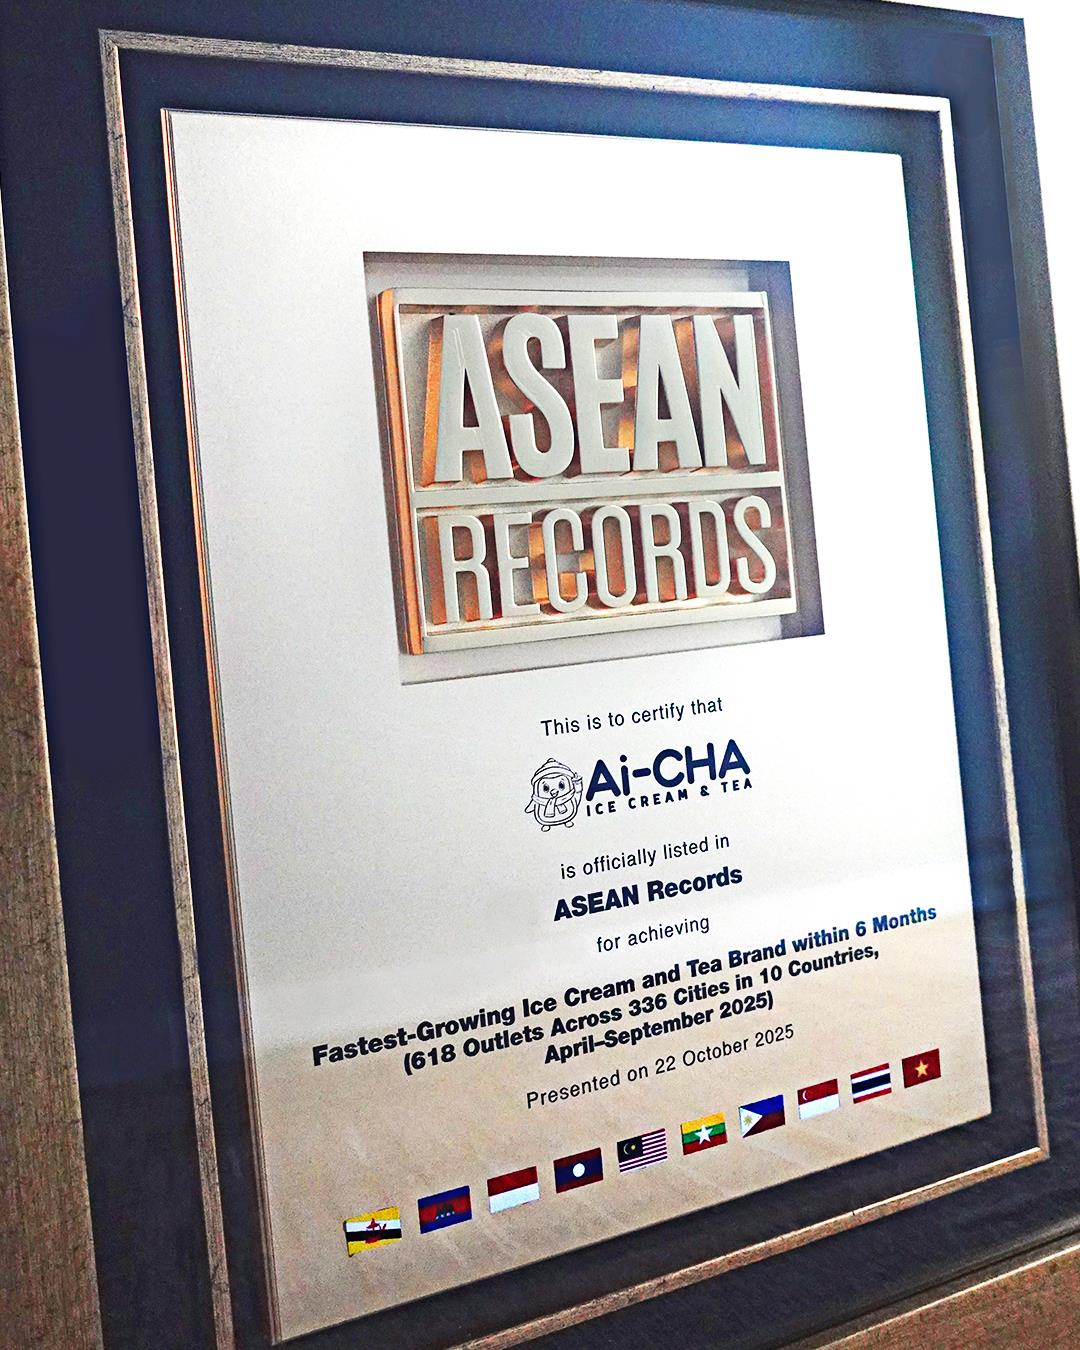 ASEAN
RECORDS
This is to certify that
Ai-CHA
ICE CREAM & TEA
is officially listed in
ASEAN Records
for achieving
Fastest-Growing Ice Cream and Tea Brand within 6 Months
(618 Outlets Across 336 Cities in 10 Countries,
April–September 2025)
Presented on 22 October 2025